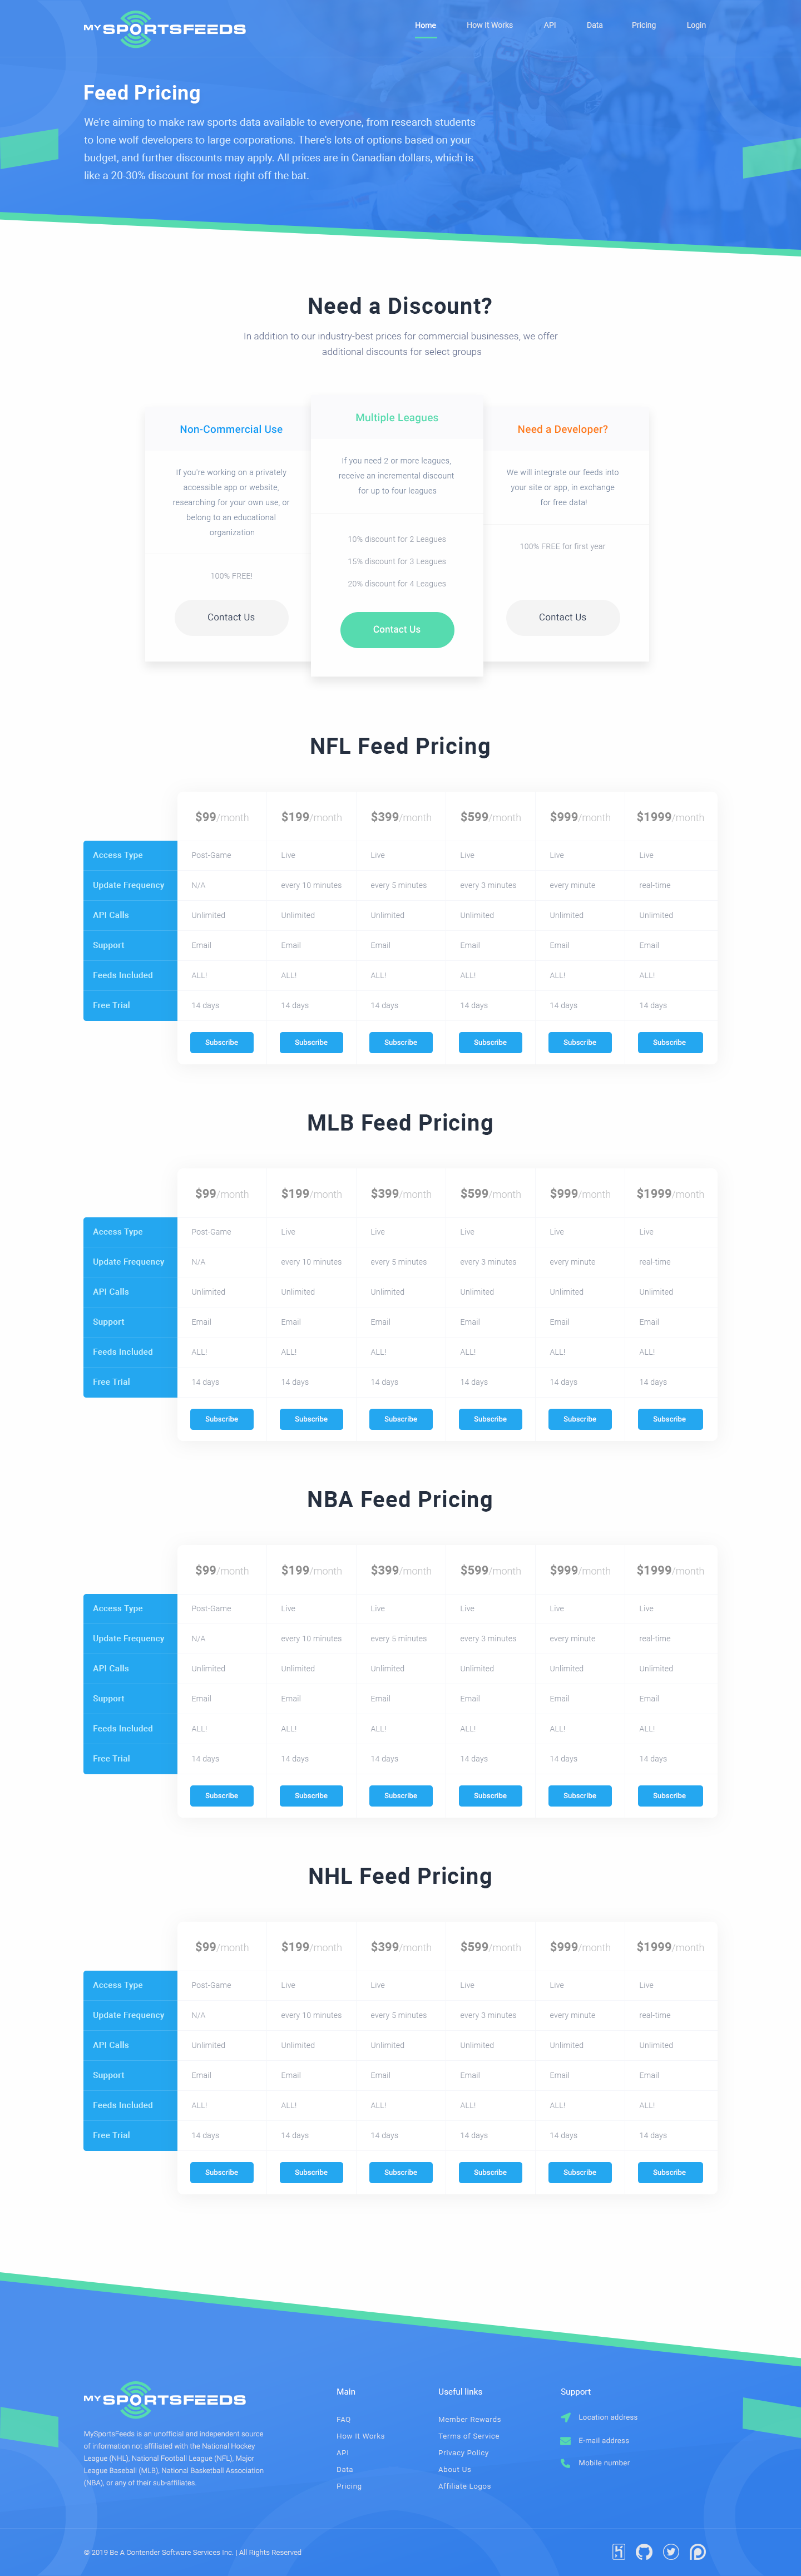 MY SPORTSFEEDS
Home How It Works API Data Pricing Login
Feed Pricing
We're aiming to make raw sports data available to everyone, from research students
to lone wolf developers to large corporations. There's lots of options based on your
budget, and further discounts may apply. All prices are in Canadian dollars, which is
like a 20-30% discount for most right off the bat.
Need a Discount?
In addition to our industry-best prices for commercial businesses, we offer
additional discounts for select groups
Non-Commercial Use
If you're working on a privately
accessible app or website,
researching for your own use, or
belong to an educational
organization
100% FREE!
Contact Us
Multiple Leagues
If you need 2 or more leagues,
receive an incremental discount
for up to four leagues
10% discount for 2 Leagues
15% discount for 3 Leagues
20% discount for 4 Leagues
Contact Us
Need a Developer?
We will integrate our feeds into
your site or app, in exchange
for free data!
100% FREE for first year
Contact Us
NFL Feed Pricing
$99/month $199/month $399/month $599/month $999/month $1999/month
Access Type Post-Game Live Live Live Live Live
Update Frequency N/A every 10 minutes every 5 minutes every 3 minutes every minute real-time
API Calls Unlimited Unlimited Unlimited Unlimited Unlimited Unlimited
Support Email Email Email Email Email Email
Feeds Included ALL! ALL! ALL! ALL! ALL! ALL!
Free Trial 14 days 14 days 14 days 14 days 14 days 14 days
Subscribe Subscribe Subscribe Subscribe Subscribe Subscribe
MLB Feed Pricing
$99/month $199/month $399/month $599/month $999/month $1999/month
Access Type Post-Game Live Live Live Live Live
Update Frequency N/A every 10 minutes every 5 minutes every 3 minutes every minute real-time
API Calls Unlimited Unlimited Unlimited Unlimited Unlimited Unlimited
Support Email Email Email Email Email Email
Feeds Included ALL! ALL! ALL! ALL! ALL! ALL!
Free Trial 14 days 14 days 14 days 14 days 14 days 14 days
Subscribe Subscribe Subscribe Subscribe Subscribe Subscribe
NBA Feed Pricing
$99/month $199/month $399/month $599/month $999/month $1999/month
Access Type Post-Game Live Live Live Live Live
Update Frequency N/A every 10 minutes every 5 minutes every 3 minutes every minute real-time
API Calls Unlimited Unlimited Unlimited Unlimited Unlimited Unlimited
Support Email Email Email Email Email Email
Feeds Included ALL! ALL! ALL! ALL! ALL! ALL!
Free Trial 14 days 14 days 14 days 14 days 14 days 14 days
Subscribe Subscribe Subscribe Subscribe Subscribe Subscribe
NHL Feed Pricing
$99/month $199/month $399/month $599/month $999/month $1999/month
Access Type Post-Game Live Live Live Live Live
Update Frequency N/A every 10 minutes every 5 minutes every 3 minutes every minute real-time
API Calls Unlimited Unlimited Unlimited Unlimited Unlimited Unlimited
Support Email Email Email Email Email Email
Feeds Included ALL! ALL! ALL! ALL! ALL! ALL!
Free Trial 14 days 14 days 14 days 14 days 14 days 14 days
Subscribe Subscribe Subscribe Subscribe Subscribe Subscribe
MY SPORTSFEEDS
MySportsFeeds is an unofficial and independent source
of information not affiliated with the National Hockey
League (NHL), National Football League (NFL), Major
League Baseball (MLB), National Basketball Association
(NBA), or any of their sub-affiliates.
Main
FAQ
How It Works
API
Data
Pricing
Useful links
Member Rewards
Terms of Service
Privacy Policy
About Us
Affiliate Logos
Support
Location address
E-mail address
Mobile number
© 2019 Be A Contender Software Services Inc. | All Rights Reserved